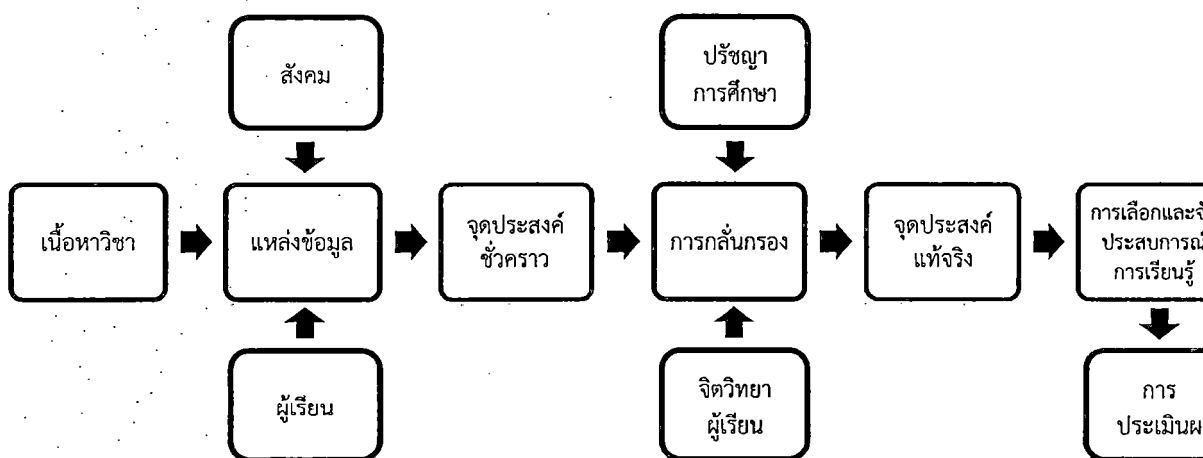 สังคม
ปรัชญา
การศึกษา
เนื้อหาวิชา
แหล่งข้อมูล
จุดประสงค์
ชั่วคราว
การกลั่นกรอง
จุดประสงค์
แท้จริง
การเลือกและ
ประสบการณ์
การเรียนรู้
ผู้เรียน
จิตวิทยา
ผู้เรียน
การ
ประเมินผ